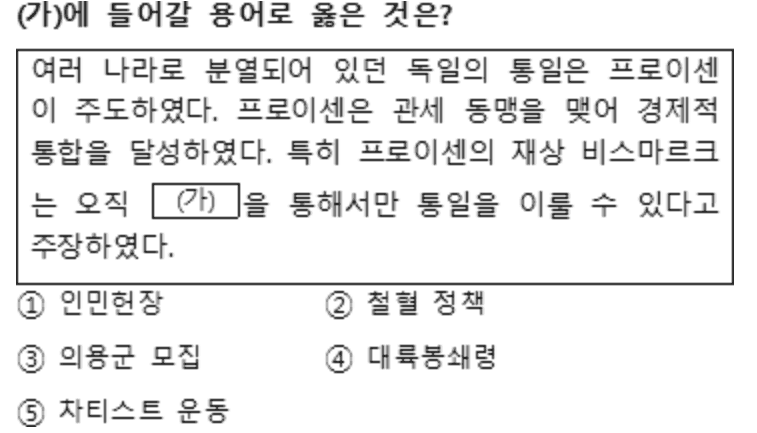 (가)에 들어갈 용어로 옳은 것은?
여러 나라로 분열되어 있던 독일의 통일은 프로이센
이 주도하였다. 프로이센은 관세 동맹을 맺어 경제적
통합을 달성하였다. 특히 프로이센의 재상 비스마르크
는 오직 (가)을 통해서만 통일을 이룰 수 있다고
주장하였다.
① 인민헌장 ② 철혈 정책
③ 의용군 모집 ④ 대륙봉쇄령
⑤ 차티스트 운동